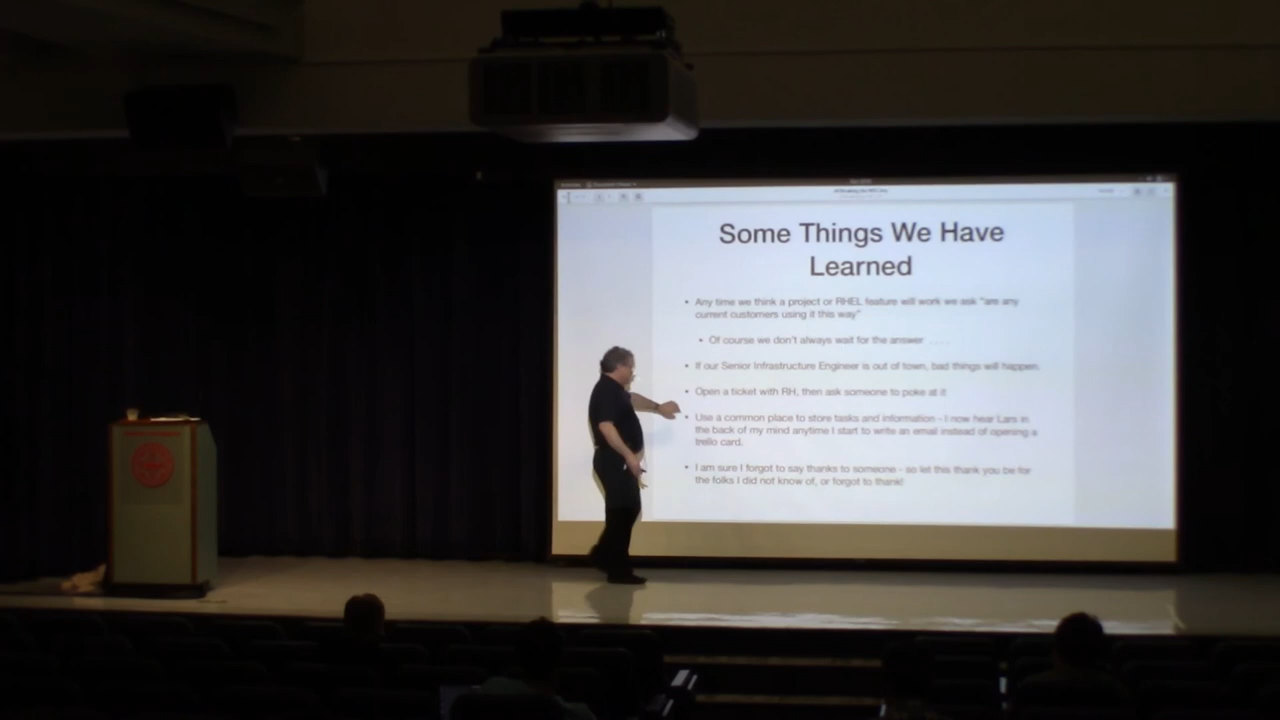 Some Things We Have
Learned
• Any time we think a project or RHEL feature will work we ask "are any
current customers using it this way"
• Of course we don't always wait for the answer . . . .
• If our Senior Infrastructure Engineer is out of town, bad things will happen.
• Open a ticket with RH, then ask someone to poke at it
• Use a common place to store tasks and information - I now hear Lars in
the back of my mind anytime I start to write an email instead of opening a
trello card.
• I am sure I forgot to say thanks to someone - so let this thank you be for
the folks I did not know of, or forgot to thank!